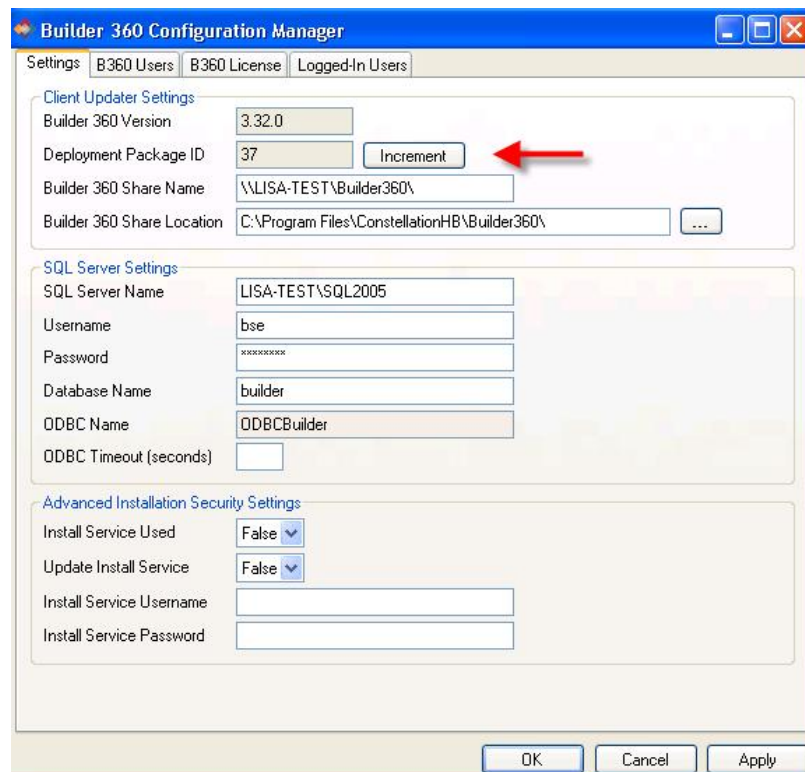 Builder 360 Configuration Manager
Settings B360 Users B360 License Logged-In Users
Client Updater Settings
Builder 360 Version 3.32.0
Deployment Package ID 37 Increment
Builder 360 Share Name \\LISA-TEST\Builder360\
Builder 360 Share Location C:\Program Files\ConstellationHB\Builder360\ ...
SQL Server Settings
SQL Server Name LISA-TEST\SQL2005
Username bse
Password ********
Database Name builder
ODBC Name ODBCBuilder
ODBC Timeout (seconds)
Advanced Installation Security Settings
Install Service Used False
Update Install Service False
Install Service Username
Install Service Password
OK Cancel Apply